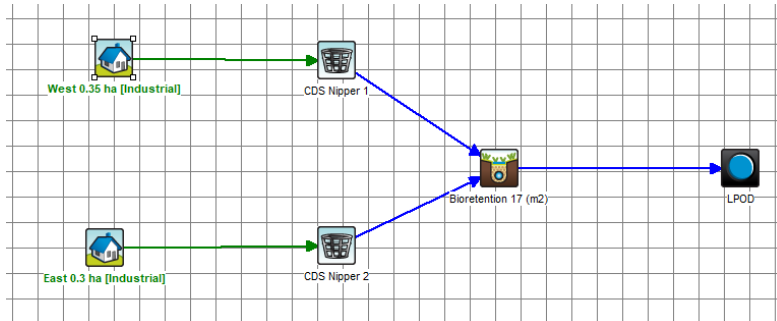 West 0.35 ha [Industrial]
CDS Nipper 1
Bioretention 17 (m2)
LPOD
East 0.3 ha [Industrial]
CDS Nipper 2